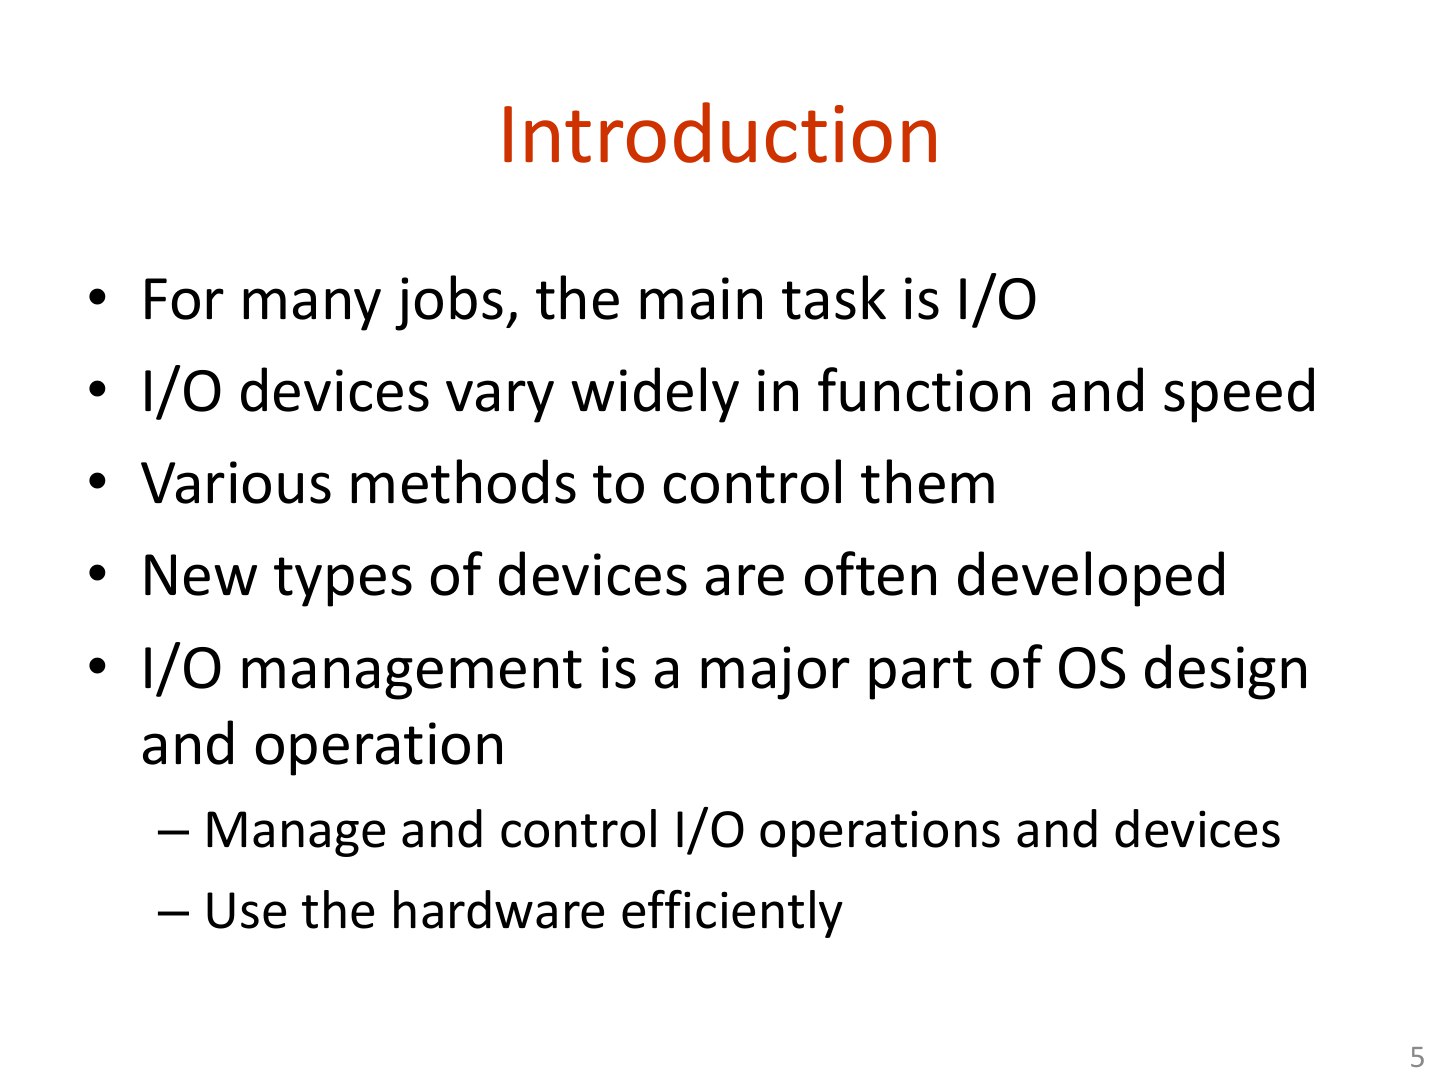 Introduction
• For many jobs, the main task is I/O
• I/O devices vary widely in function and speed
• Various methods to control them
• New types of devices are often developed
• I/O management is a major part of OS design
and operation
– Manage and control I/O operations and devices
– Use the hardware efficiently
5